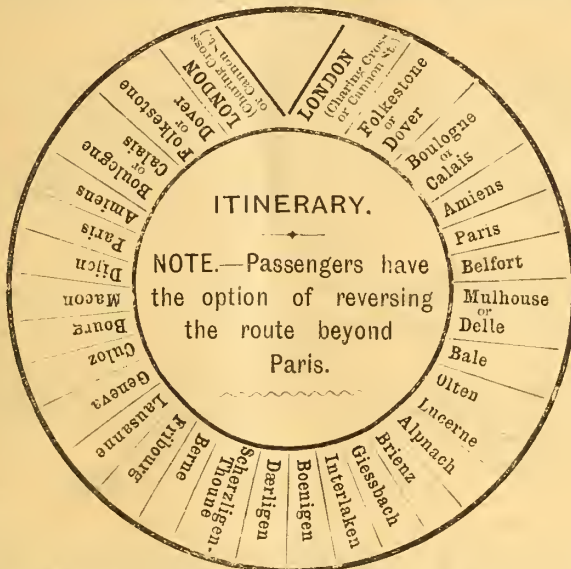 LONDON
(Charing Cross
or Cannon St.)
Folkestone
or
Dover
Boulogne
or
Calais
Amiens
Paris
Belfort
Mulhouse
or
Delle
Bale
Olten
Lucerne
Alpnach
Brienz
Giessbach
Interlaken
Boenigen
Dærligen
Scherzligen-
Thoune
Berne
Fribourg
Lausanne
Geneva
Culoz
Bourg
Macon
Dijon
Paris
Amiens
Boulogne
or
Calais
Folkestone
or
Dover
LONDON
(Charing Cross
or Cannon St.)
ITINERARY.
NOTE.—Passengers have
the option of reversing
the route beyond
Paris.